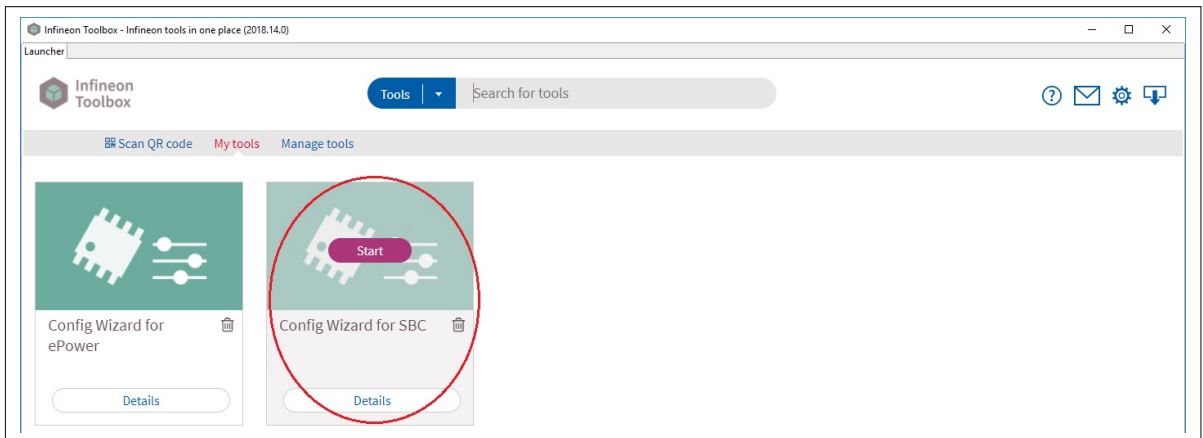 Infineon Toolbox - Infineon tools in one place (2018.14.0)
Launcher
Infineon
Toolbox
Tools
Search for tools
Scan QR code My tools Manage tools
Start
Config Wizard for
ePower
Config Wizard for SBC
Details
Details